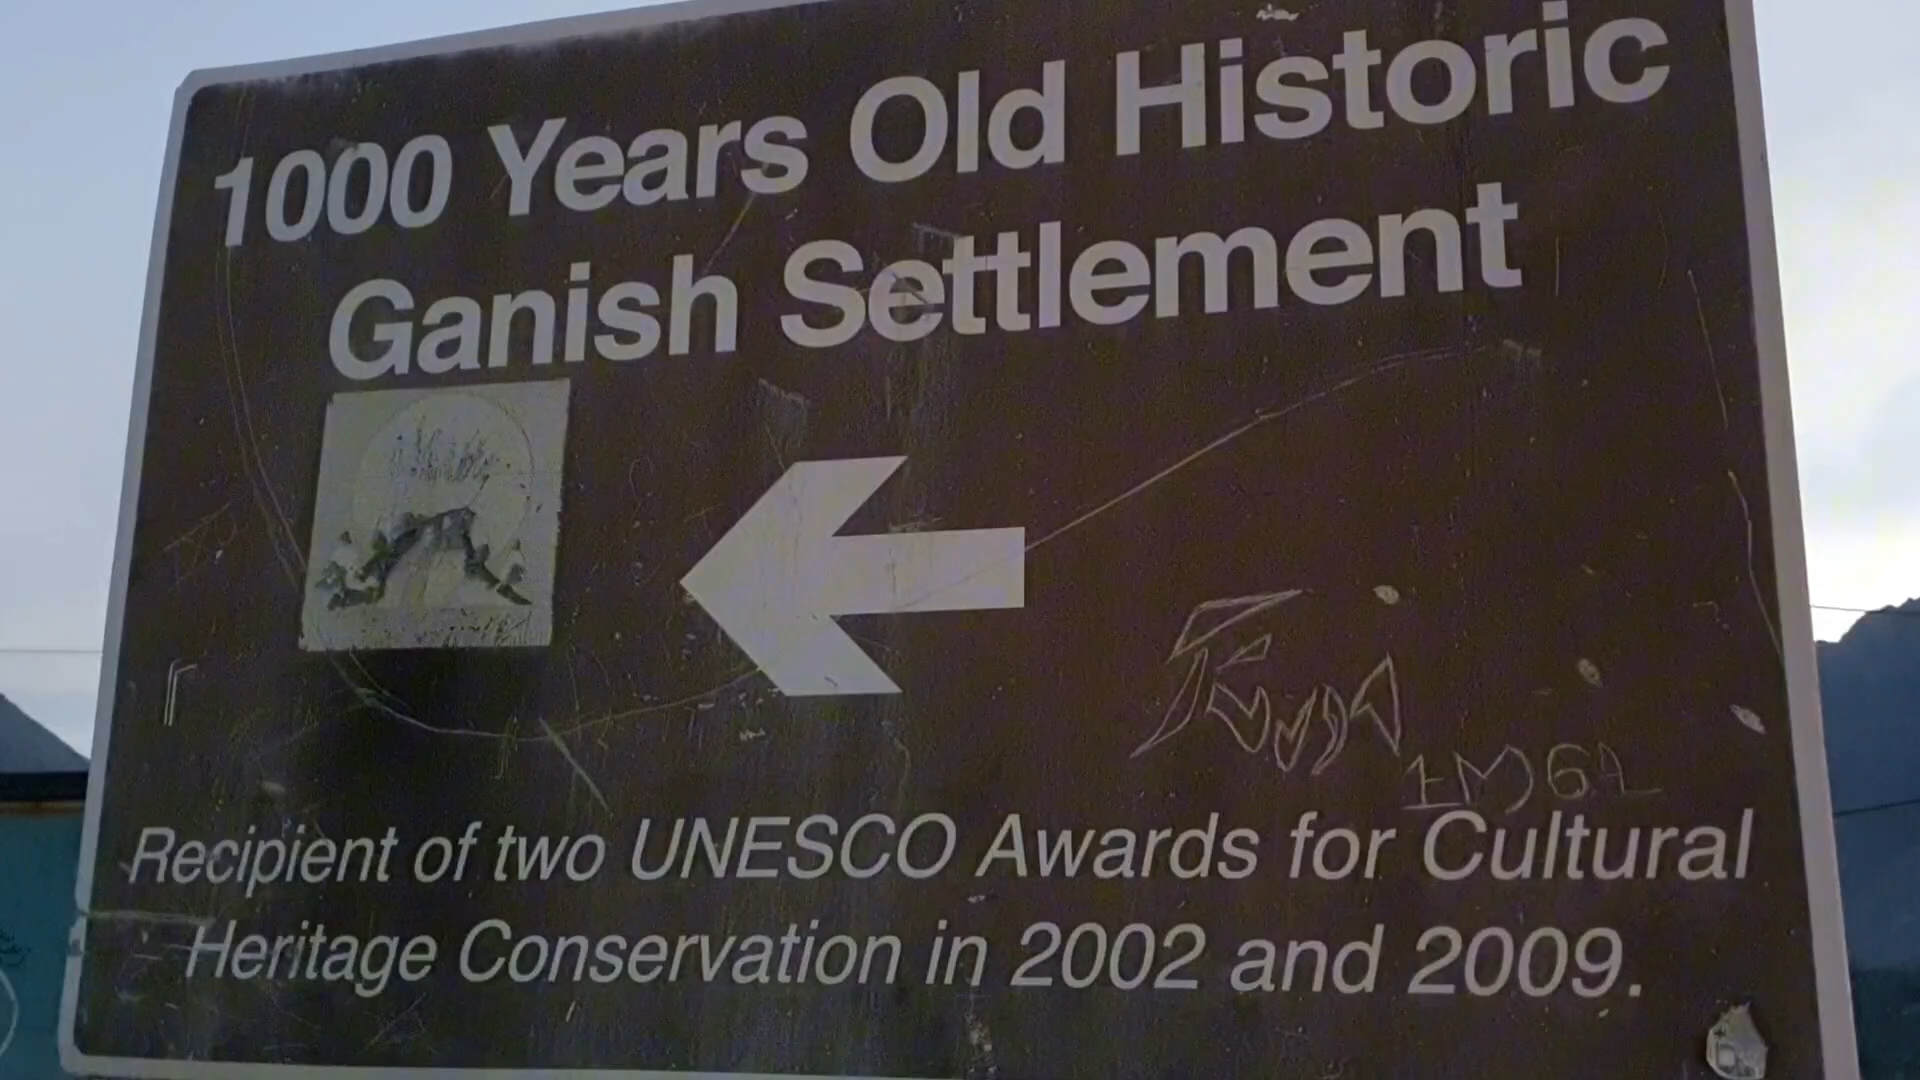 1000 Years Old Historic
Ganish Settlement
Recipient of two UNESCO Awards for Cultural
Heritage Conservation in 2002 and 2009.